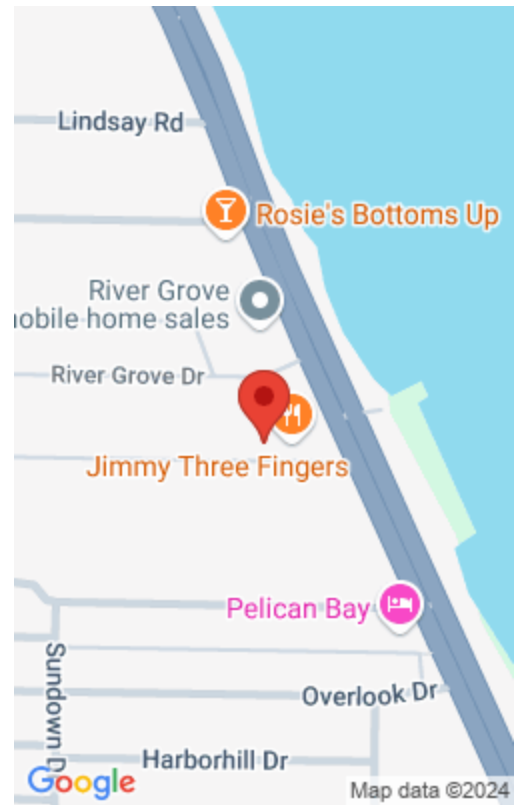 Lindsay Rd
Rosie's Bottoms Up
River Grove
mobile home sales
River Grove Dr
Jimmy Three Fingers
Pelican Bay
Sundown D
Overlook Dr
Harborhill Dr
Google
Map data ©2024